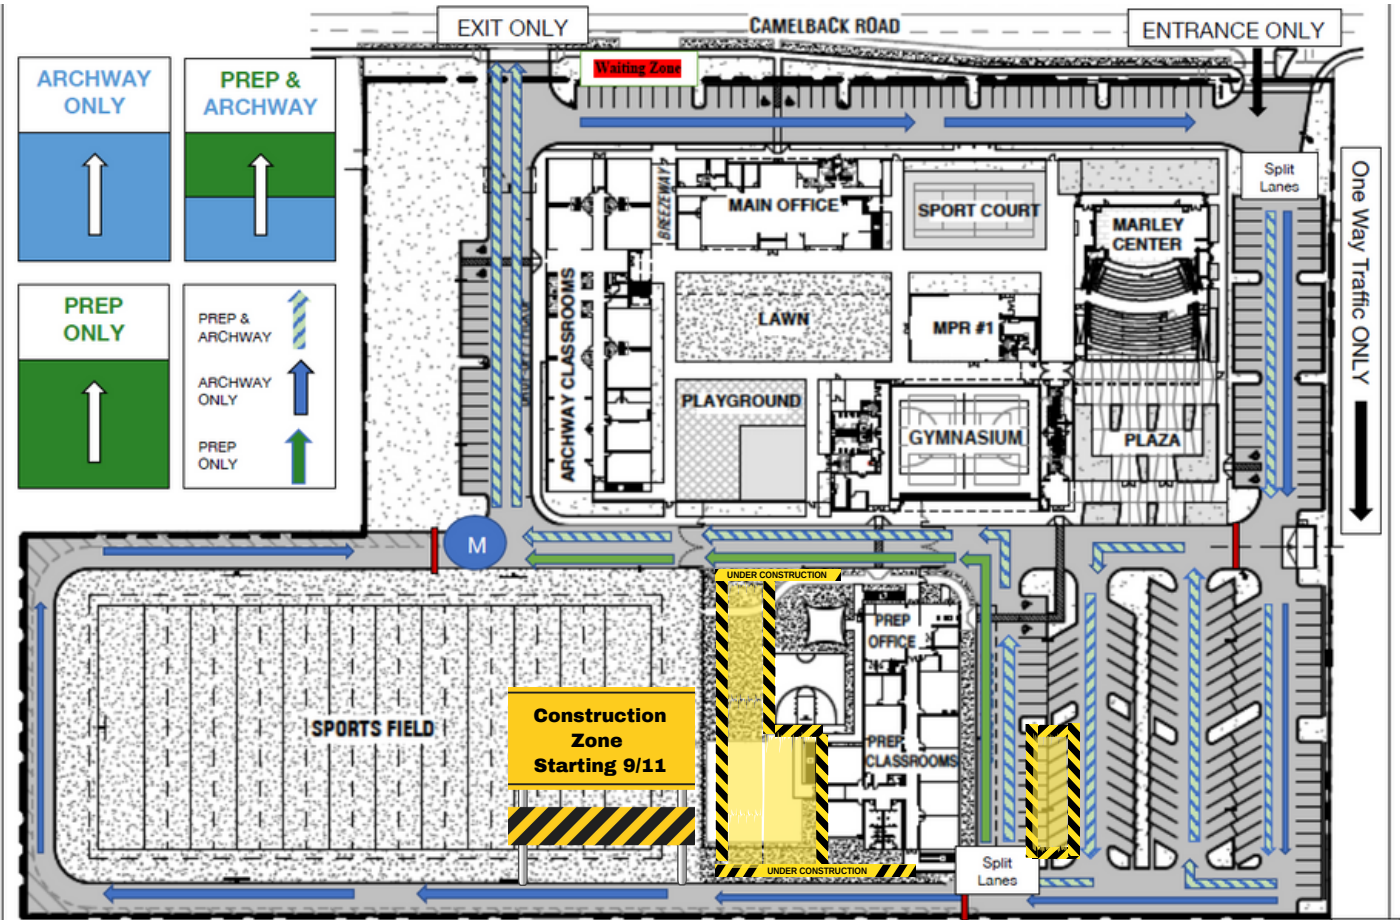 EXIT ONLY
CAMELBACK ROAD
ENTRANCE ONLY
Waiting Zone
ARCHWAY
ONLY
PREP &
ARCHWAY
PREP
ONLY
PREP &
ARCHWAY
ARCHWAY
ONLY
PREP
ONLY
BREEZEWAY
MAIN OFFICE
SPORT COURT
MARLEY
CENTER
Split
Lanes
One Way Traffic ONLY
ARCHWAY CLASSROOMS
LAWN
MPR #1
PLAYGROUND
GYMNASIUM
PLAZA
M
UNDER CONSTRUCTION
PREP
OFFICE
SPORTS FIELD
Construction
Zone
Starting 9/11
PREP
CLASSROOMS
UNDER CONSTRUCTION
Split
Lanes